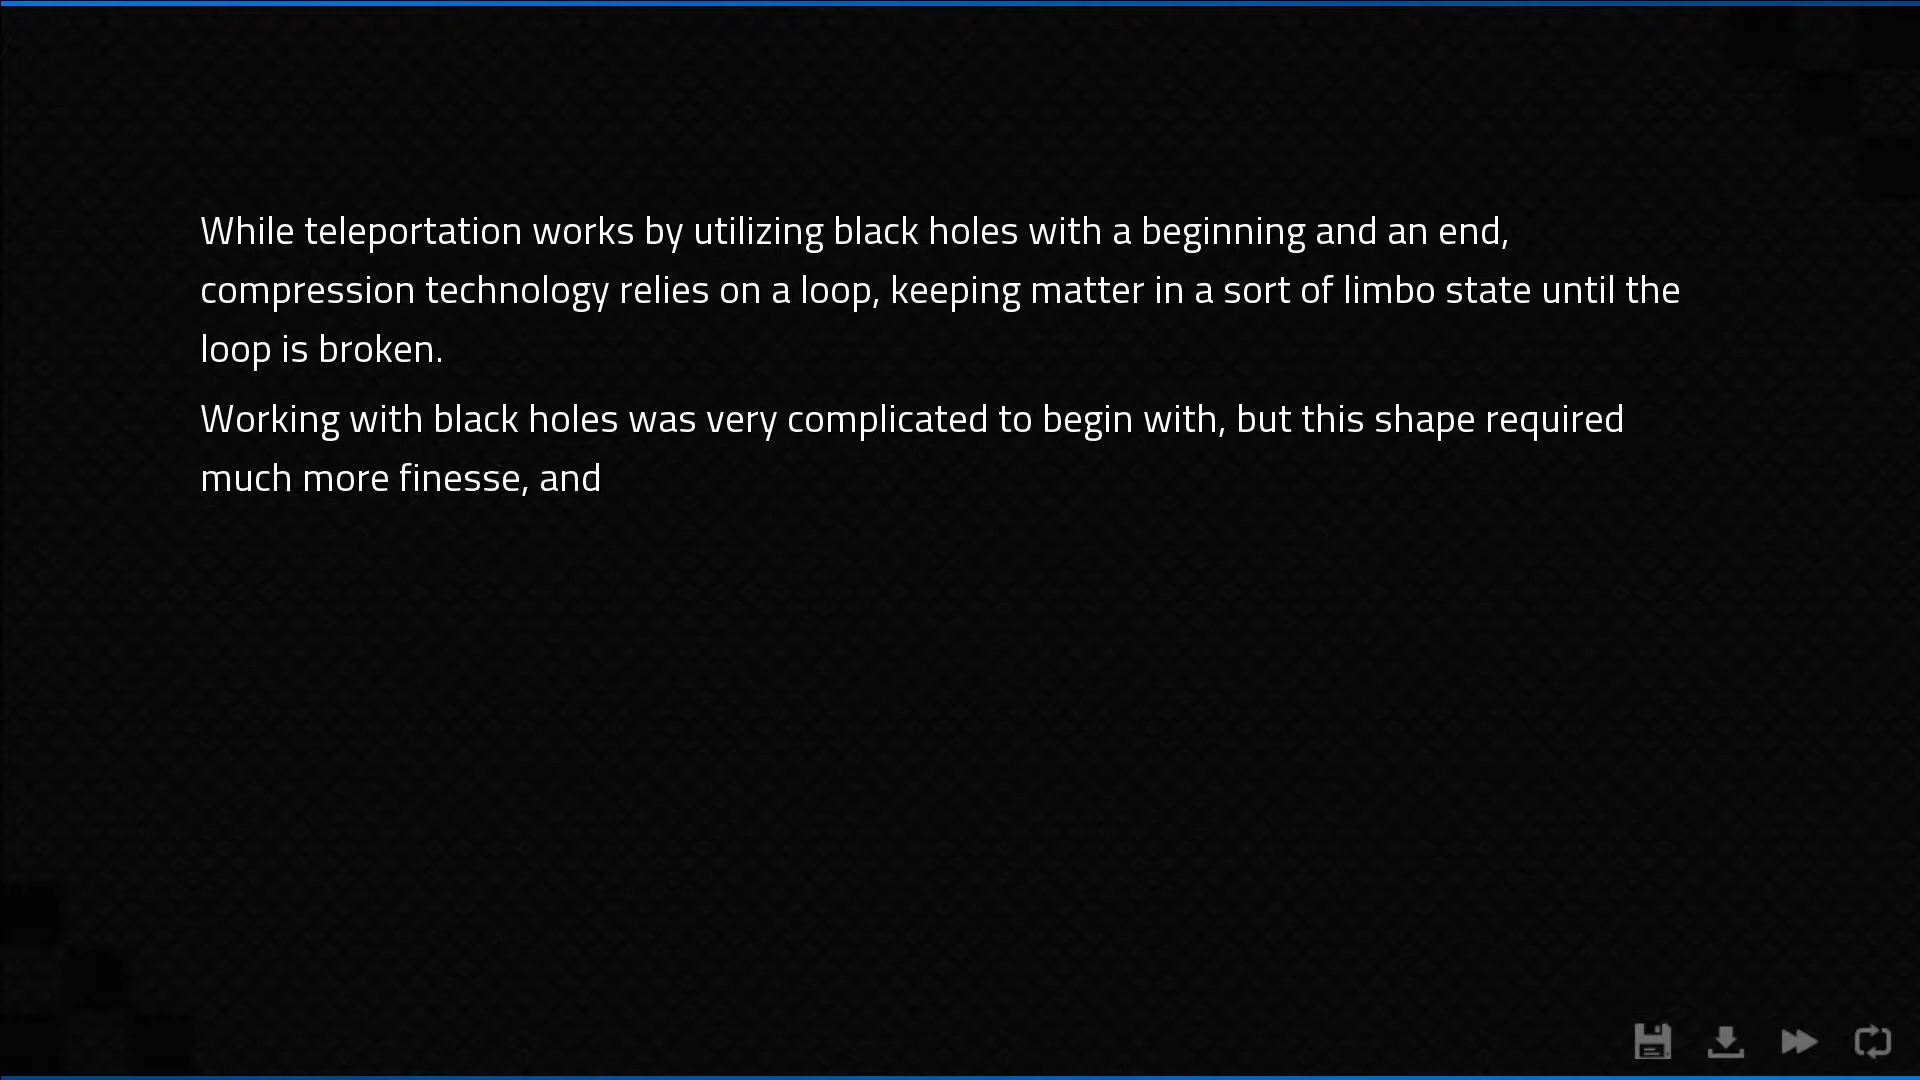 While teleportation works by utilizing black holes with a beginning and an end,
compression technology relies on a loop, keeping matter in a sort of limbo state until the
loop is broken.
Working with black holes was very complicated to begin with, but this shape required
much more finesse, and